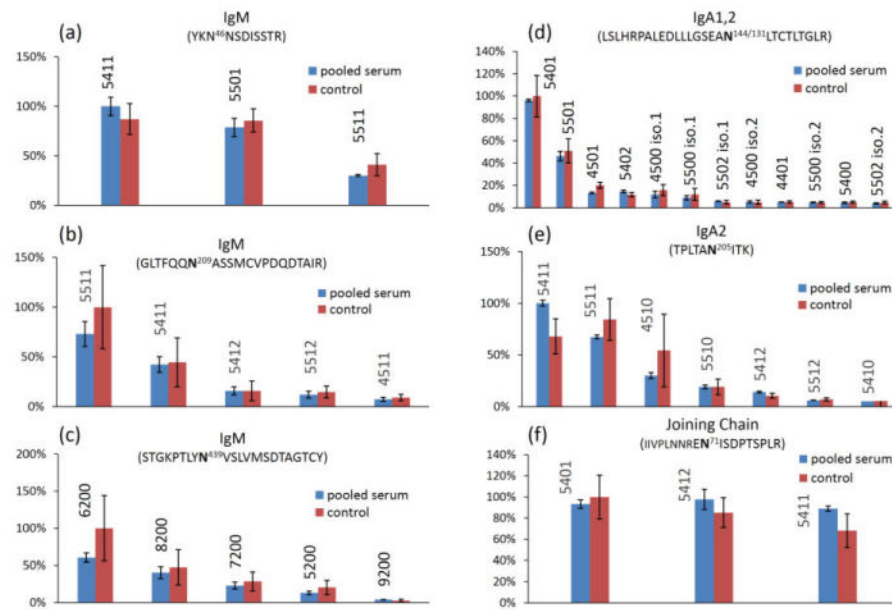 (a)
IgM
(YKN⁴⁶NSDISSTR)
5411
5501
5511
pooled serum
control
150%
100%
50%
0%
(b)
IgM
(GLTFQQN²⁰⁹ASSMCVPDQDTAIR)
5511
5411
5412
5512
4511
pooled serum
control
150%
100%
50%
0%
(c)
IgM
(STGKPTLYN⁴³⁹VSLVMSDTAGTCY)
6200
8200
7200
5200
9200
pooled serum
control
200%
150%
100%
50%
0%
(d)
IgA1,2
(LSLHRPALEDLLLGSEAN¹⁴⁴/¹³¹LTCTLTGLR)
5401
5501
4501
5402
4500 iso.1
5500 iso.1
5502 iso.1
4500 iso.2
4401
5500 iso.2
5400
5502 iso.2
pooled serum
control
140%
120%
100%
80%
60%
40%
20%
0%
(e)
IgA2
(TPLTAN²⁰⁵ITK)
5411
5511
4510
5510
5412
5512
5410
pooled serum
control
150%
100%
50%
0%
(f)
Joining Chain
(IIVPLNNREN⁷¹ISDPTSPLR)
5401
5412
5411
pooled serum
control
140%
120%
100%
80%
60%
40%
20%
0%